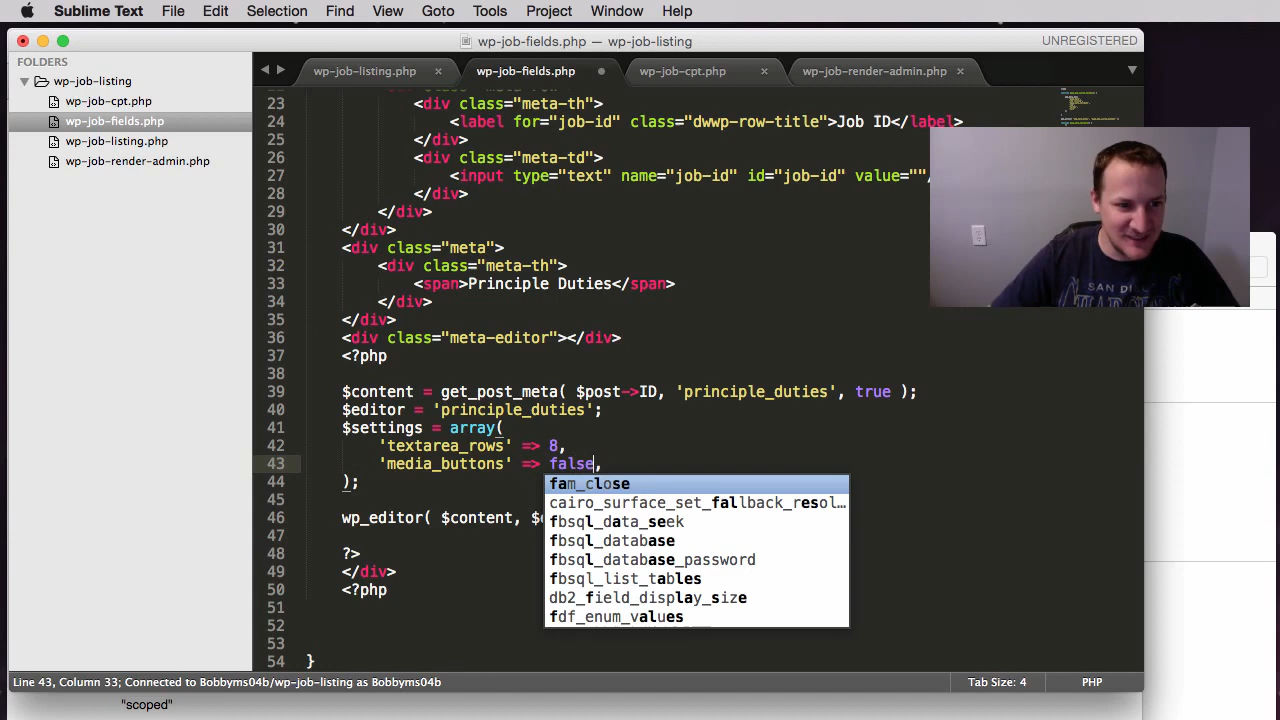 Sublime Text File Edit Selection Find View Goto Tools Project Window Help
wp-job-fields.php — wp-job-listing UNREGISTERED
FOLDERS
wp-job-listing
wp-job-cpt.php
wp-job-fields.php
wp-job-listing.php
wp-job-render-admin.php
wp-job-listing.php wp-job-fields.php wp-job-cpt.php wp-job-render-admin.php
23 <div class="meta-th">
24 <label for="job-id" class="dwwp-row-title">Job ID</label>
25 </div>
26 <div class="meta-td">
27 <input type="text" name="job-id" id="job-id" value=""/
28 </div>
29 </div>
30 </div>
31 <div class="meta">
32 <div class="meta-th">
33 <span>Principle Duties</span>
34 </div>
35 </div>
36 <div class="meta-editor"></div>
37 <?php
38
39 $content = get_post_meta( $post->ID, 'principle_duties', true );
40 $editor = 'principle_duties';
41 $settings = array(
42 'textarea_rows' => 8,
43 'media_buttons' => false,
44 );
45
46 wp_editor( $content, $
47
48 ?>
49 </div>
50 <?php
51
52
53
54 }
fam_close
cairo_surface_set_fallback_resol…
fbsql_data_seek
fbsql_database
fbsql_database_password
fbsql_list_tables
db2_field_display_size
fdf_enum_values
Line 43, Column 33; Connected to Bobbyms04b/wp-job-listing as Bobbyms04b Tab Size: 4 PHP
"scoped"